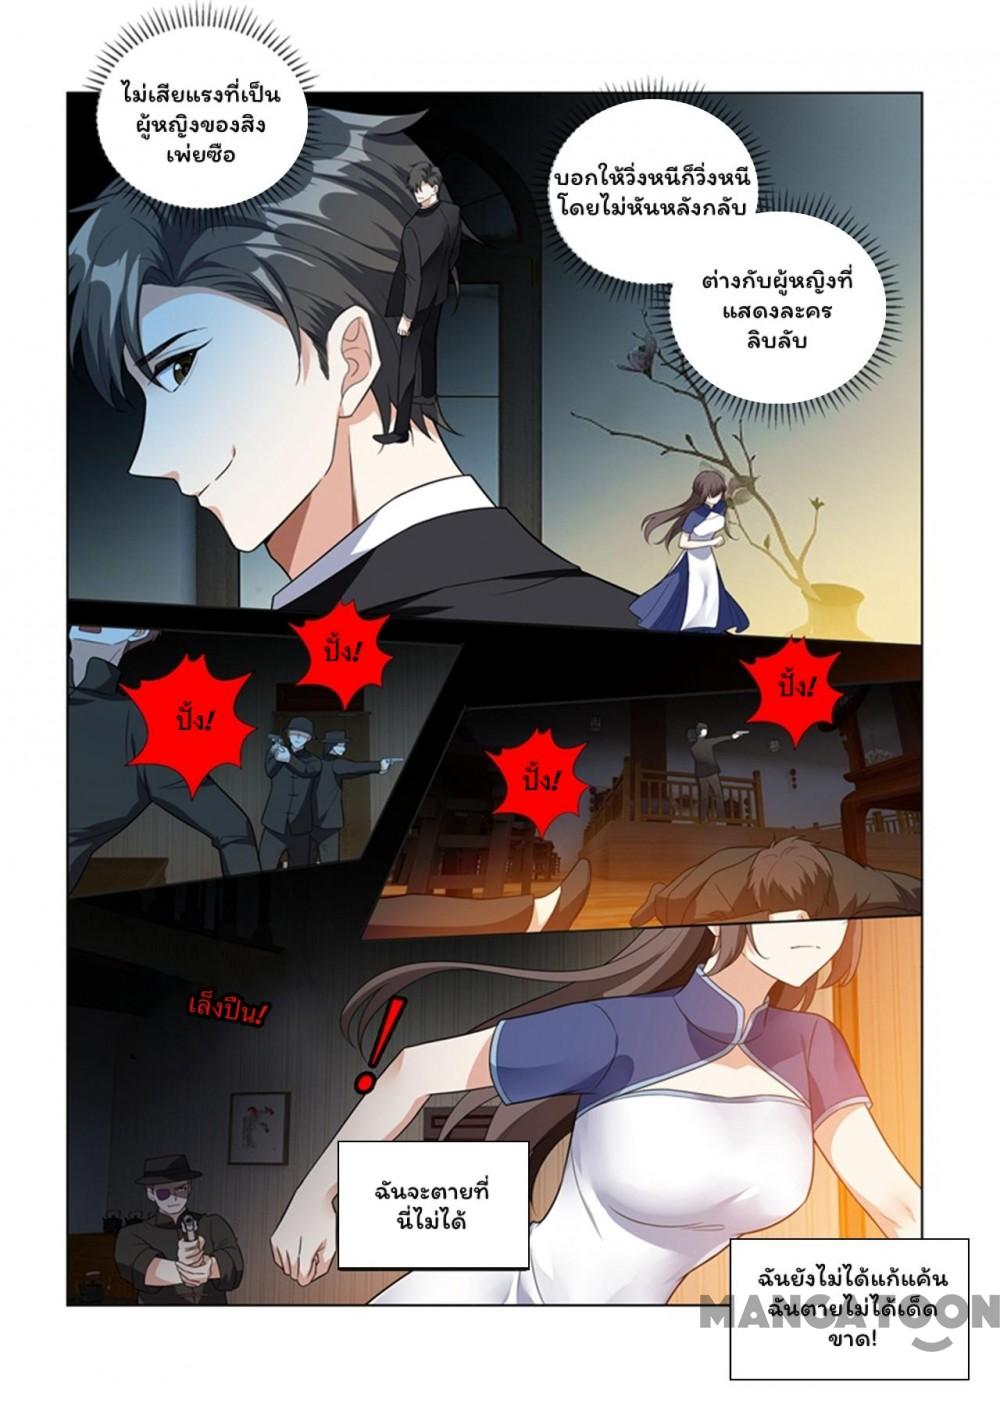 ไม่เสียแรงที่เป็น
ผู้หญิงของสิง
เพ่ยซือ
บอกให้วิ่งหนีก็วิ่งหนี
โดยไม่หันหลังกลับ
ต่างกับผู้หญิงที่
แสดงละคร
ลิบลับ
ปั้ง!
ปั้ง!
ปั้ง!
ปั้ง!
เล็งปืน!
!
ฉันจะตายที่
นี่ไม่ได้
ฉันยังไม่ได้แก้แค้น
ฉันตายไม่ได้เด็ด
ขาด!
MANGATOON